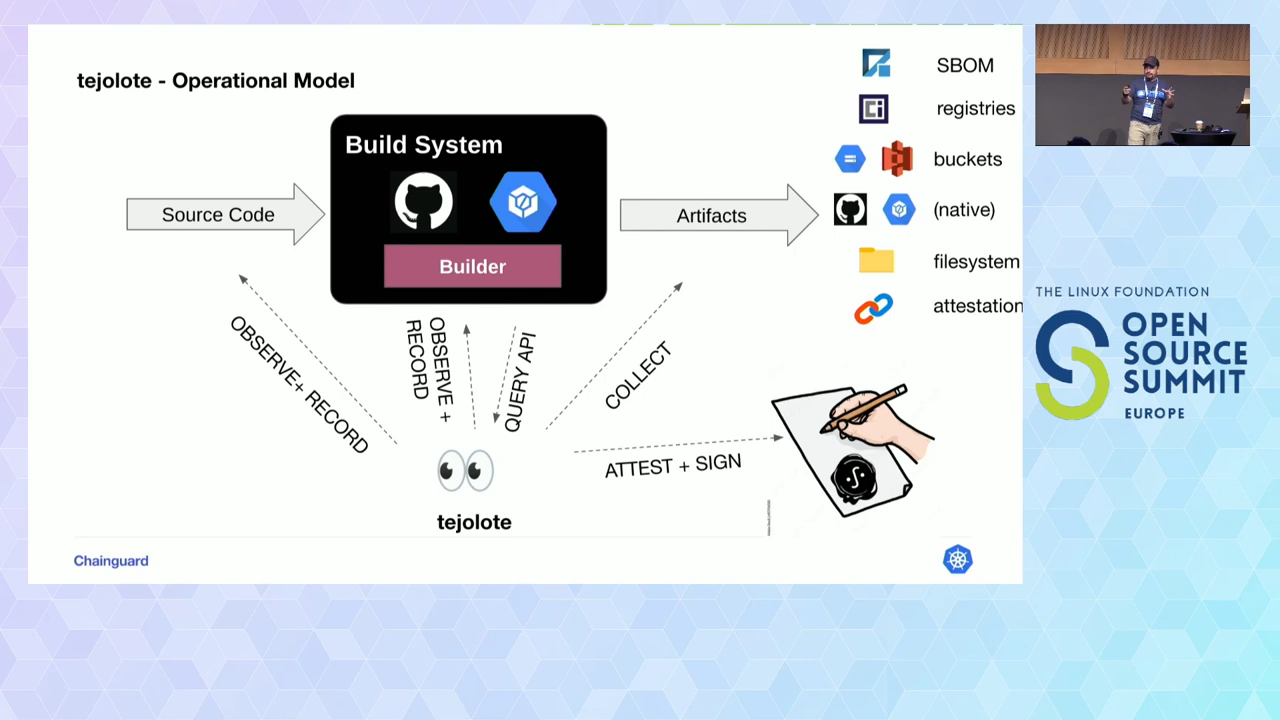 tejolote - Operational Model
SBOM
registries
buckets
(native)
filesystem
attestation
Build System
Builder
Source Code
Artifacts
OBSERVE+ RECORD
OBSERVE +
RECORD
QUERY API
COLLECT
ATTEST + SIGN
tejolote
Chainguard
THE LINUX FOUNDATION
OPEN
SOURCE
SUMMIT
EUROPE